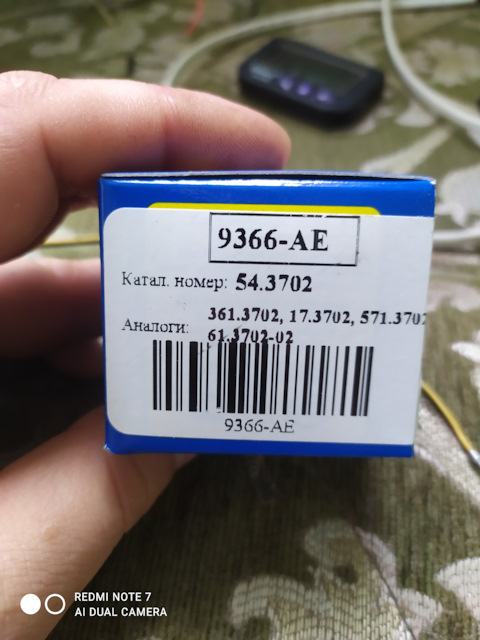 9366-AE
Катал. номер: 54.3702
Аналоги: 361.3702, 17.3702, 571.3702
61.3702-02
9366-AE
REDMI NOTE 7
AI DUAL CAMERA